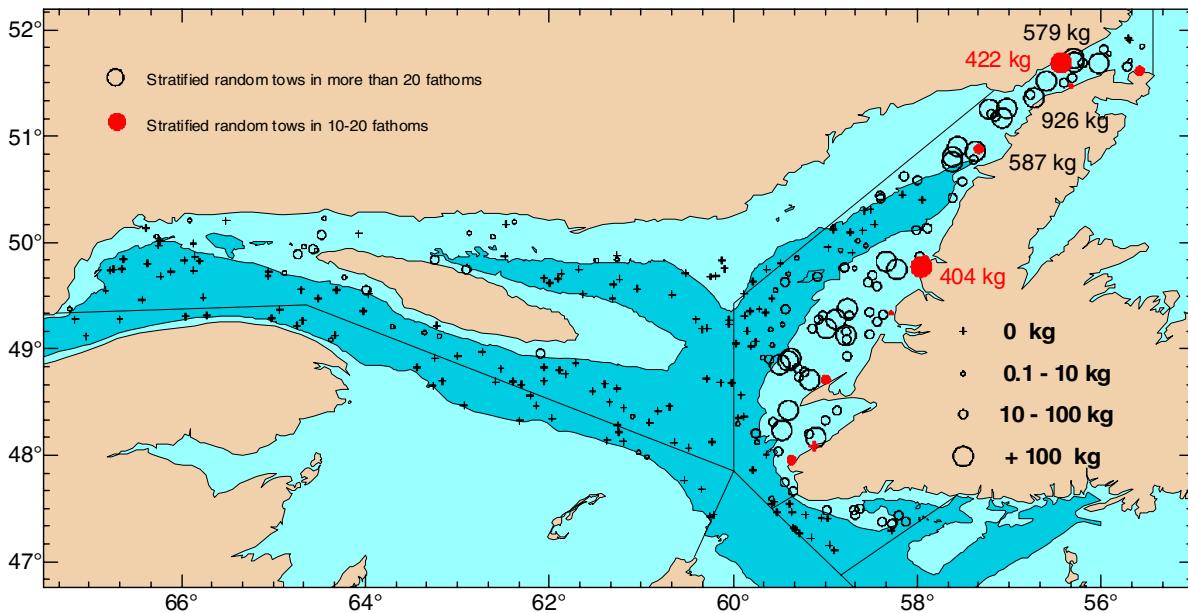 52°
51°
50°
49°
48°
47°
Stratified random tows in more than 20 fathoms
Stratified random tows in 10-20 fathoms
579 kg
422 kg
926 kg
587 kg
404 kg
0 kg
0.1 - 10 kg
10 - 100 kg
+ 100 kg
66° 64° 62° 60° 58° 56°